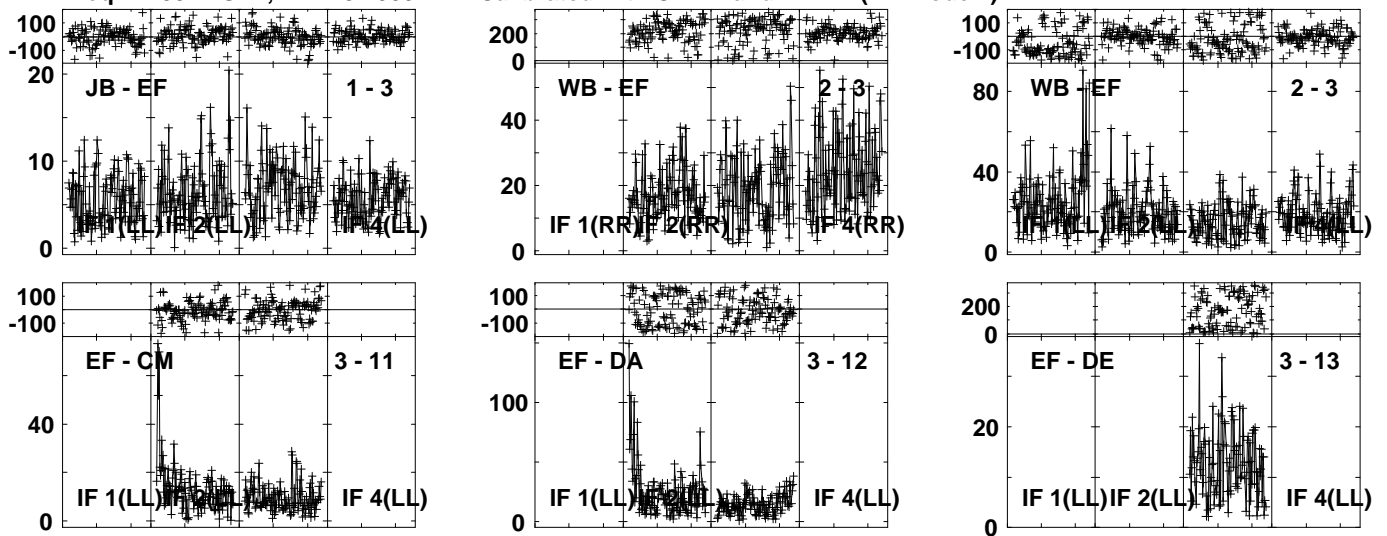 100
-100
20
10
0
JB - EF
1 - 3
IF 1(LL)
IF 2(LL)
IF 4(LL)
200
0
40
20
0
WB - EF
2 - 3
IF 1(RR)
IF 2(RR)
IF 4(RR)
100
-100
80
40
0
WB - EF
2 - 3
IF 1(LL)
IF 2(LL)
IF 4(LL)
100
-100
40
0
EF - CM
3 - 11
IF 1(LL)
IF 2(LL)
IF 4(LL)
100
-100
100
0
EF - DA
3 - 12
IF 1(LL)
IF 2(LL)
IF 4(LL)
200
0
20
0
EF - DE
3 - 13
IF 1(LL)
IF 2(LL)
IF 4(LL)